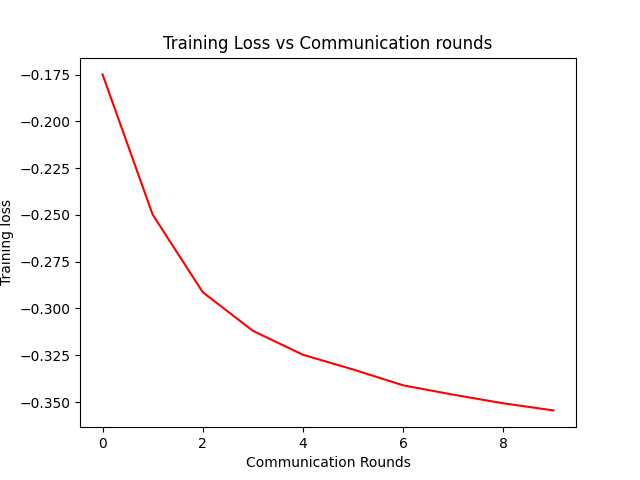 Training Loss vs Communication rounds
−0.175
−0.200
−0.225
−0.250
−0.275
−0.300
−0.325
−0.350
Training loss
0 2 4 6 8
Communication Rounds